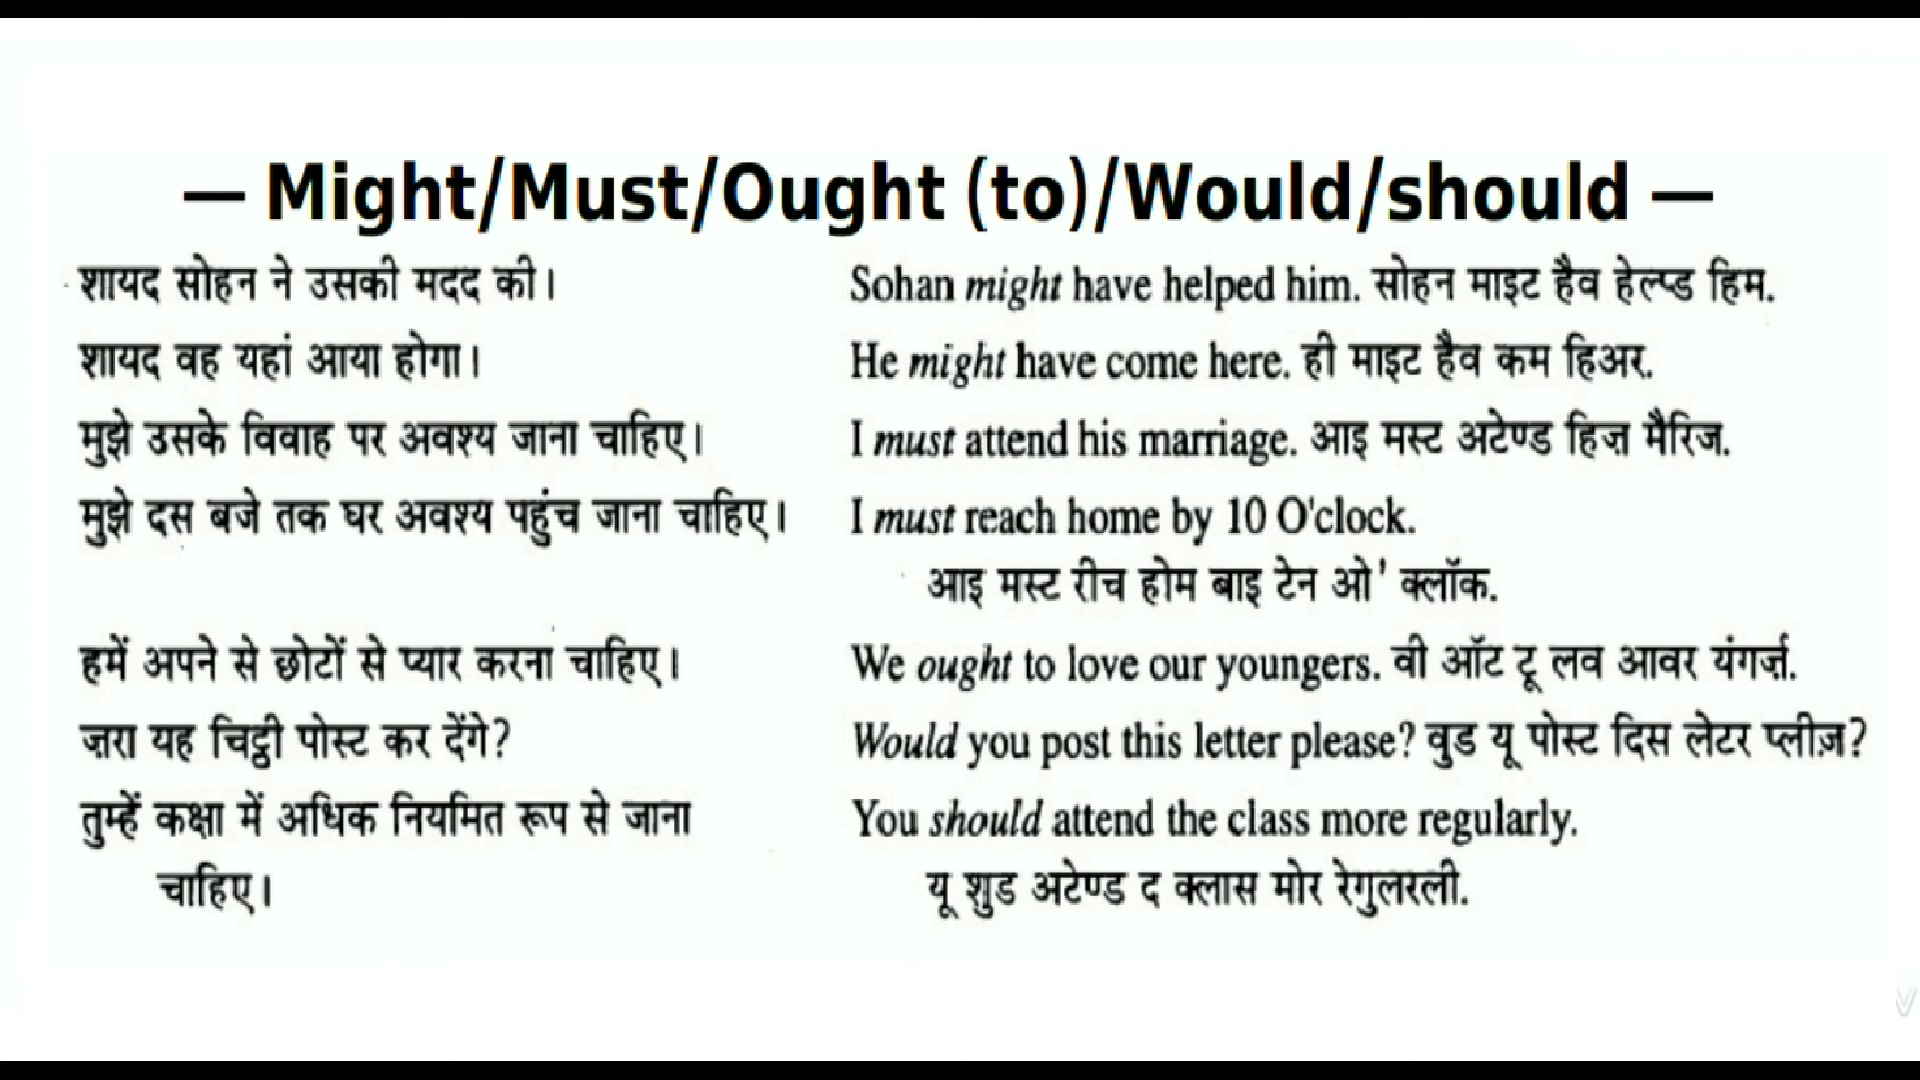 — Might/Must/Ought (to)/Would/should —
शायद सोहन ने उसकी मदद की। Sohan might have helped him. सोहन माइट हैव हेल्प्ड हिम.
शायद वह यहां आया होगा। He might have come here. ही माइट हैव कम हिअर.
मुझे उसके विवाह पर अवश्य जाना चाहिए। I must attend his marriage. आइ मस्ट अटेण्ड हिज़ मैरिज.
मुझे दस बजे तक घर अवश्य पहुंच जाना चाहिए। I must reach home by 10 O'clock.
आइ मस्ट रीच होम बाइ टेन ओ' क्लॉक.
हमें अपने से छोटों से प्यार करना चाहिए। We ought to love our youngers. वी ऑट टू लव आवर यंगर्ज़.
ज़रा यह चिट्ठी पोस्ट कर देंगे? Would you post this letter please? वुड यू पोस्ट दिस लेटर प्लीज़?
तुम्हें कक्षा में अधिक नियमित रूप से जाना You should attend the class more regularly.
चाहिए। यू शुड अटेण्ड द क्लास मोर रेगुलरली.
V